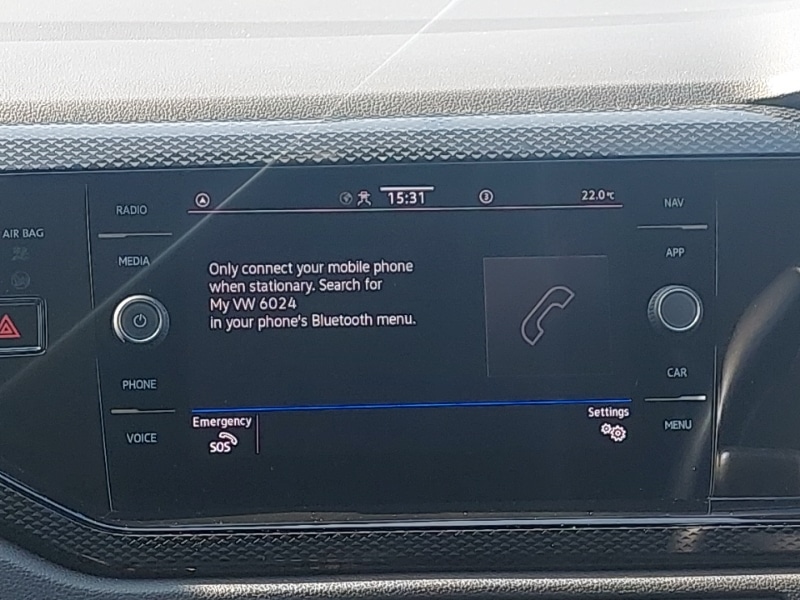 RADIO
15:31
3
22.0°C
NAV
AIR BAG
MEDIA
APP
Only connect your mobile phone
when stationary. Search for
My VW 6024
in your phone's Bluetooth menu.
PHONE
CAR
Emergency
SOS
Settings
VOICE
MENU